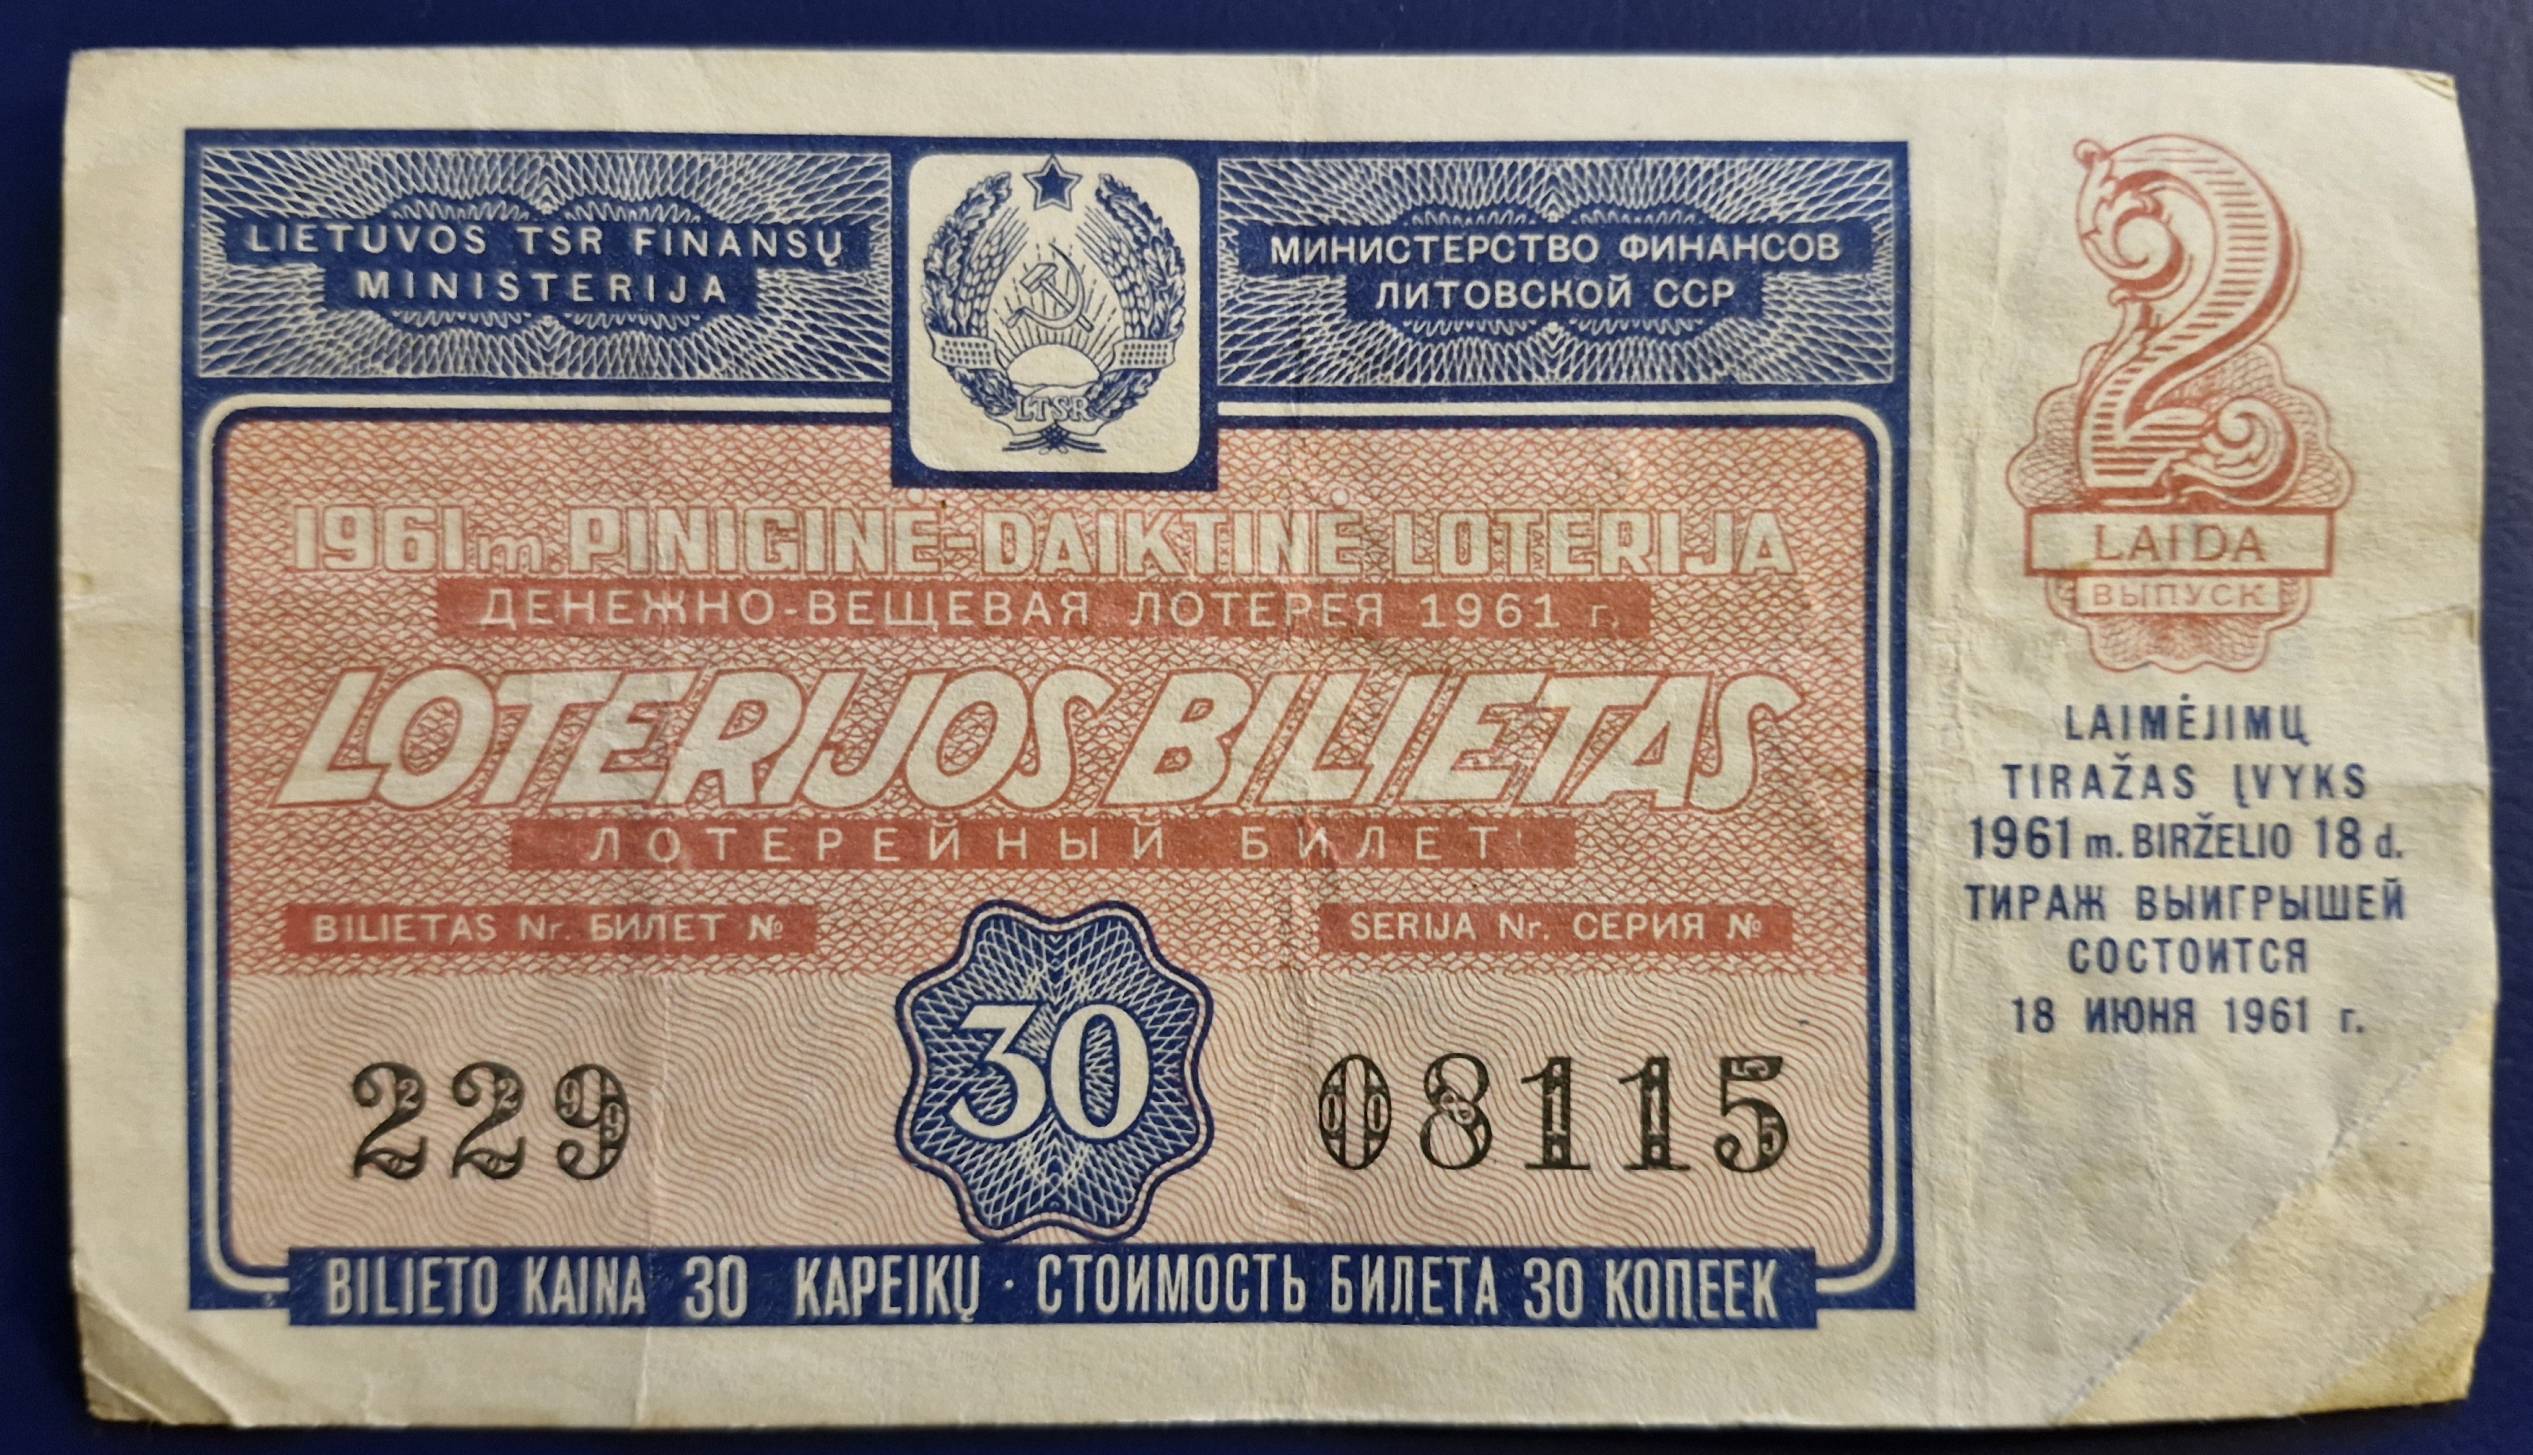 LIETUVOS TSR FINANSŲ
MINISTERIJA
LTSR
МИНИСТЕРСТВО ФИНАНСОВ
ЛИТОВСКОЙ ССР
1961 m. PINIGINĖ-DAIKTINĖ LOTERIJA
ДЕНЕЖНО-ВЕЩЕВАЯ ЛОТЕРЕЯ 1961 г.
LOTERIJOS BILIETAS
ЛОТЕРЕЙНЫЙ БИЛЕТ
BILIETAS Nr. БИЛЕТ №
SERIJA Nr. СЕРИЯ №
229
30
08115
BILIETO KAINA 30 KAPEIKŲ · СТОИМОСТЬ БИЛЕТА 30 КОПЕЕК
2
LAIDA
ВЫПУСК
LAIMĖJIMŲ
TIRAŽAS ĮVYKS
1961 m. BIRŽELIO 18 d.
ТИРАЖ ВЫИГРЫШЕЙ
СОСТОИТСЯ
18 ИЮНЯ 1961 г.